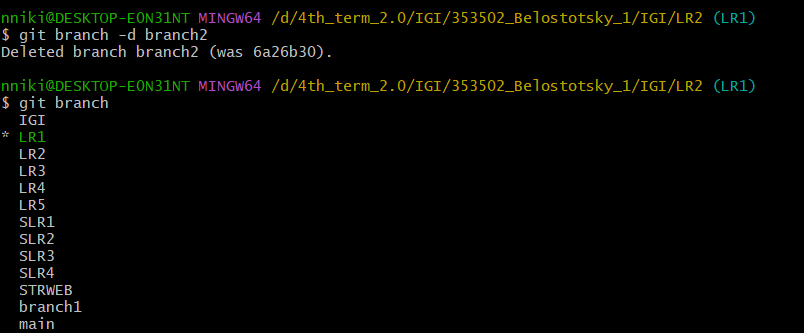 nniki@DESKTOP-EON31NT MINGW64 /d/4th_term_2.0/IGI/353502_Belostotsky_1/IGI/LR2 (LR1)
$ git branch -d branch2
Deleted branch branch2 (was 6a26b30).
nniki@DESKTOP-EON31NT MINGW64 /d/4th_term_2.0/IGI/353502_Belostotsky_1/IGI/LR2 (LR1)
$ git branch
IGI
* LR1
LR2
LR3
LR4
LR5
SLR1
SLR2
SLR3
SLR4
STRWEB
branch1
main